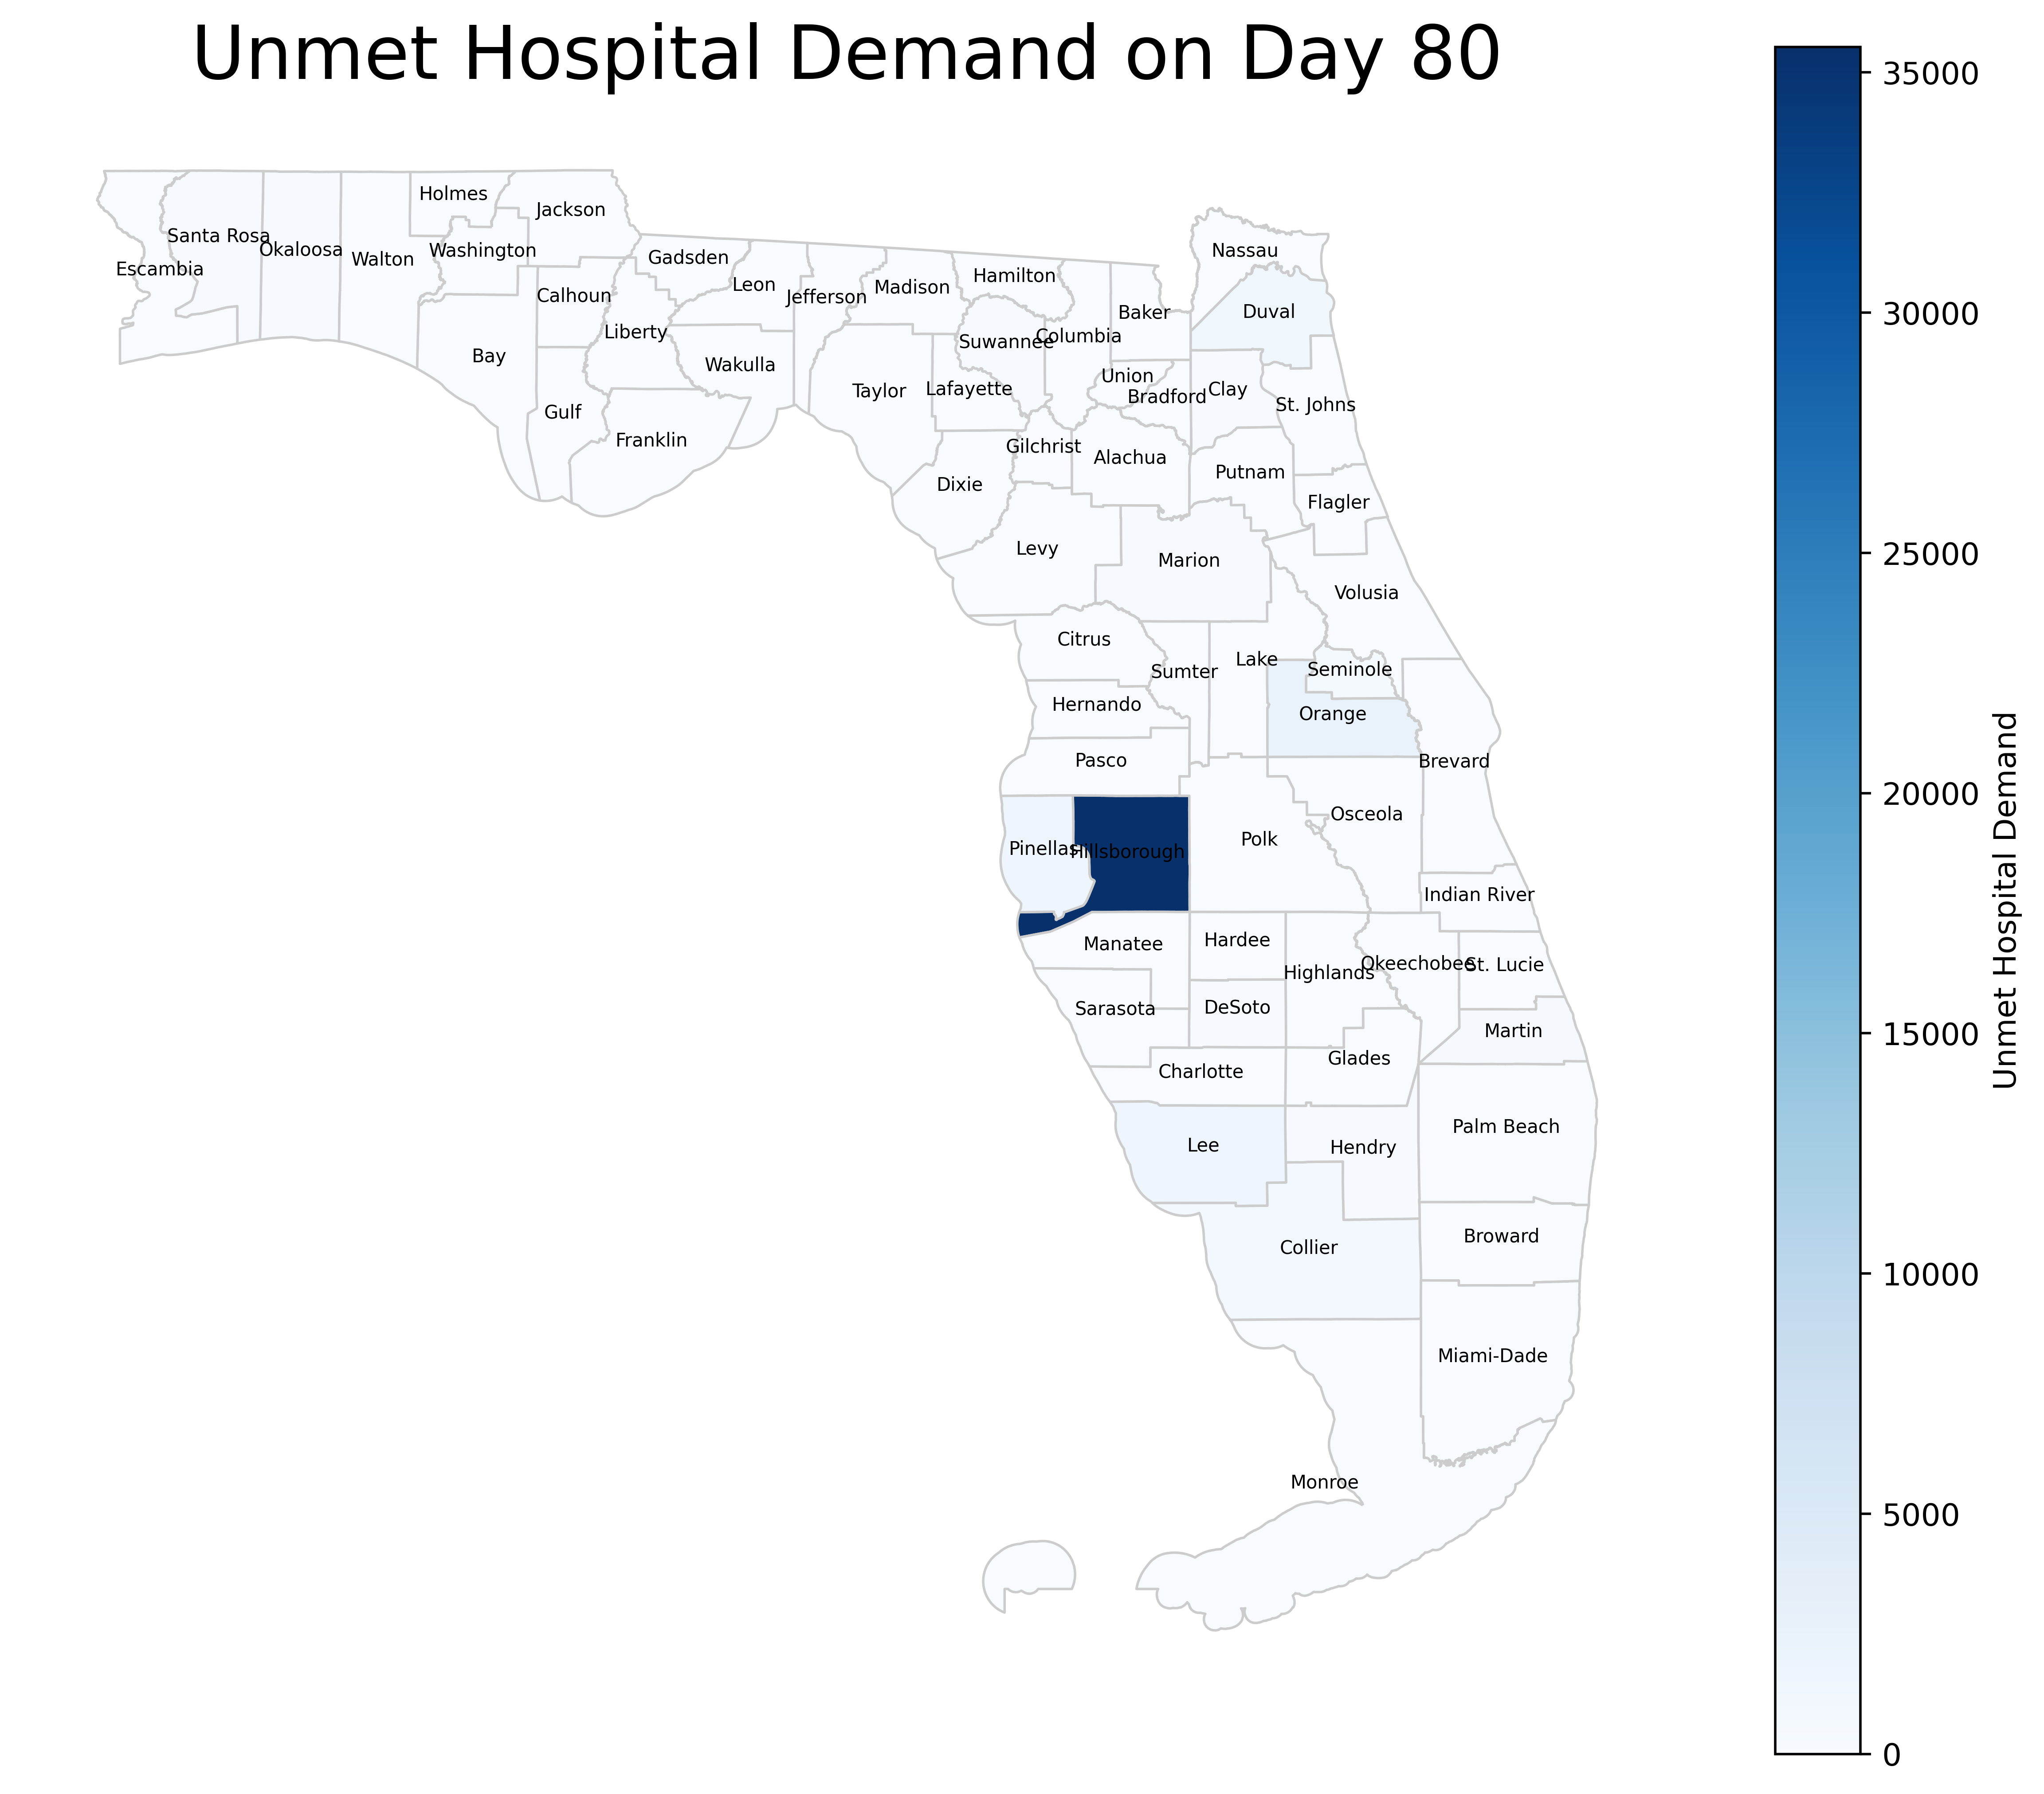 Unmet Hospital Demand on Day 80
Holmes
Jackson
Santa Rosa
Okaloosa
Walton
Washington
Escambia
Gadsden
Leon
Jefferson
Madison
Hamilton
Nassau
Calhoun
Liberty
Bay
Wakulla
Gulf
Franklin
Taylor
Lafayette
Suwannee
Columbia
Baker
Duval
Union
Bradford
Clay
St. Johns
Gilchrist
Alachua
Putnam
Dixie
Flagler
Levy
Marion
Volusia
Citrus
Sumter
Lake
Seminole
Hernando
Orange
Pasco
Brevard
Osceola
Polk
Pinellas
Hillsborough
Indian River
Manatee
Hardee
Highlands
Okeechobee
St. Lucie
Sarasota
DeSoto
Martin
Charlotte
Glades
Lee
Hendry
Palm Beach
Collier
Broward
Miami-Dade
Monroe
35000
30000
25000
20000
15000
10000
5000
0
Unmet Hospital Demand